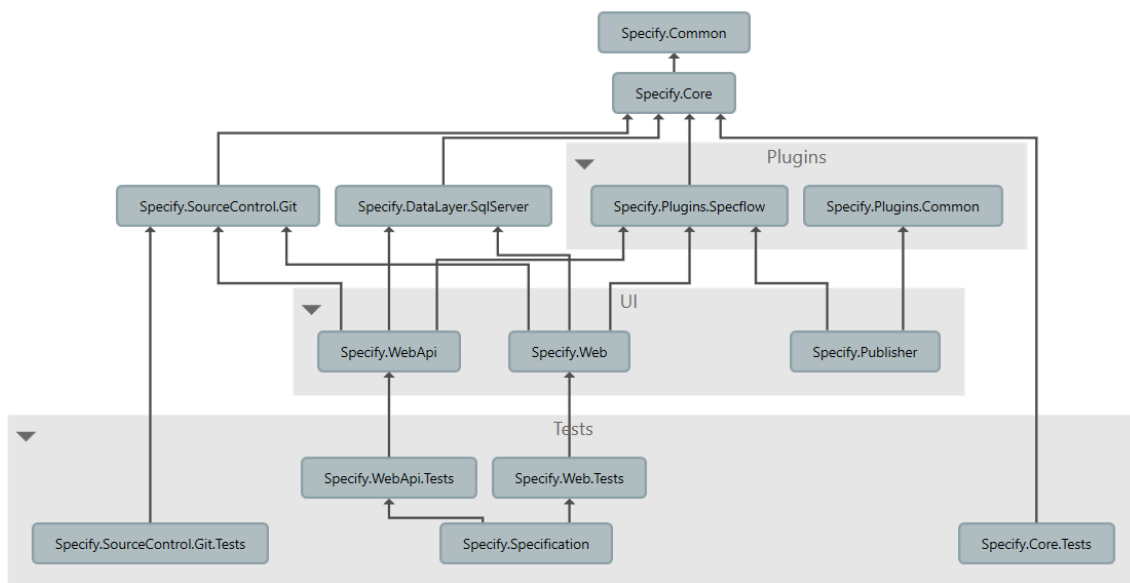 Specify.Common
Specify.Core
Plugins
Specify.SourceControl.Git
Specify.DataLayer.SqlServer
Specify.Plugins.Specflow
Specify.Plugins.Common
UI
Specify.WebApi
Specify.Web
Specify.Publisher
Tests
Specify.WebApi.Tests
Specify.Web.Tests
Specify.SourceControl.Git.Tests
Specify.Specification
Specify.Core.Tests